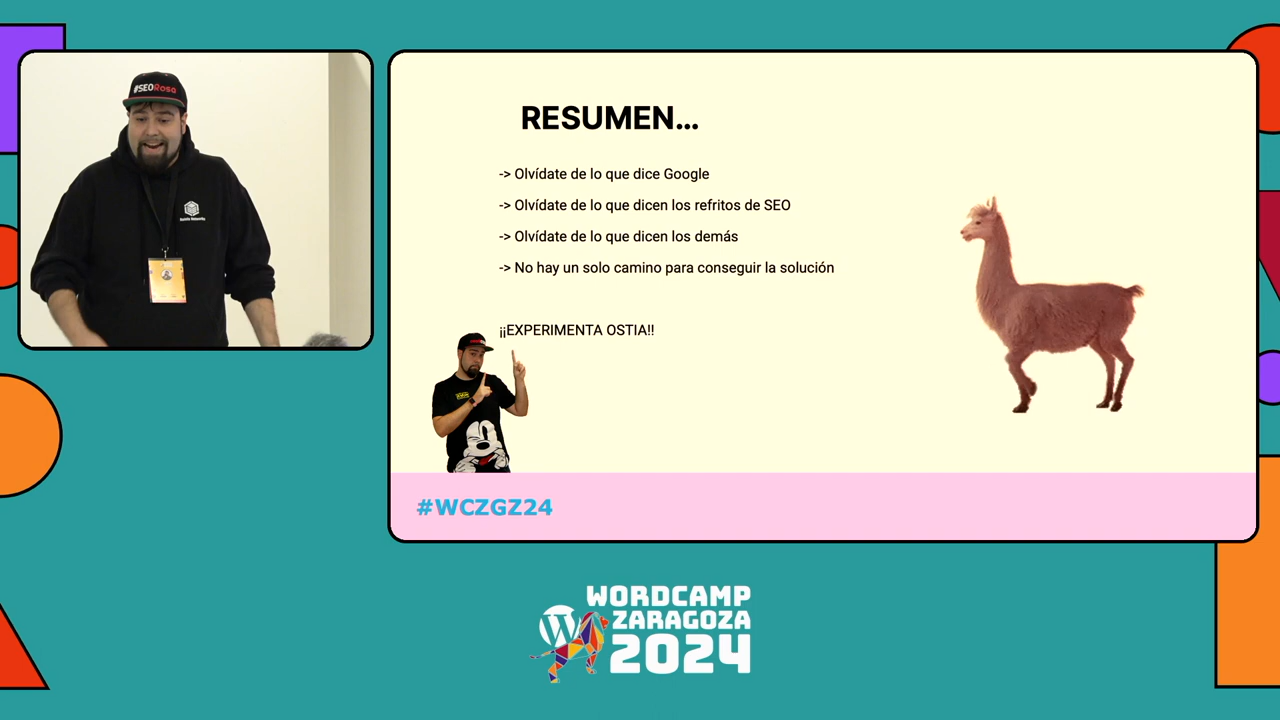 #SEORosa
RESUMEN...
-> Olvídate de lo que dice Google
-> Olvídate de lo que dicen los refritos de SEO
-> Olvídate de lo que dicen los demás
-> No hay un solo camino para conseguir la solución
¡¡EXPERIMENTA OSTIA!!
#WCZGZ24
WORDCAMP
ZARAGOZA
2024